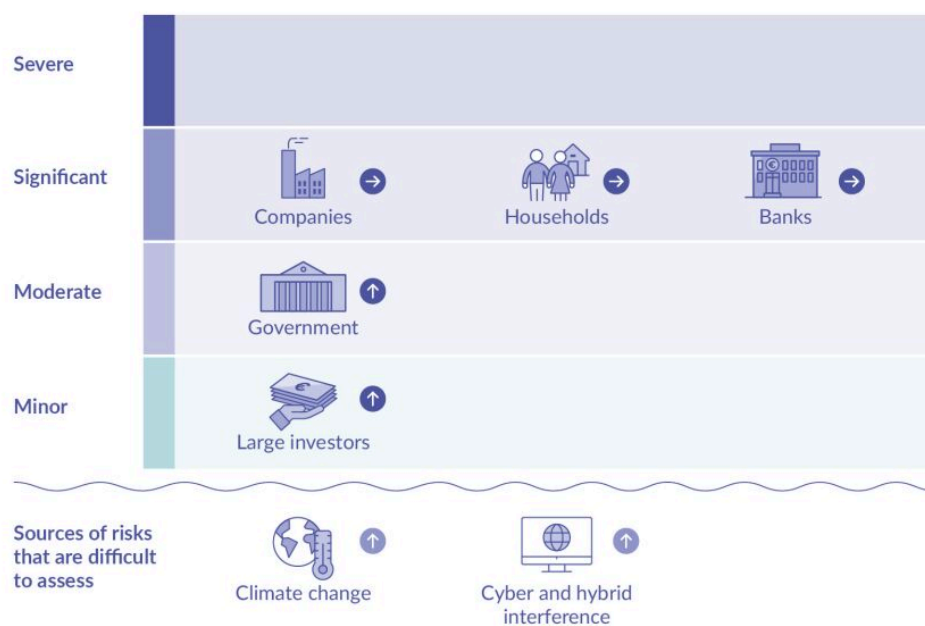 Severe
Significant
Companies
Households
Banks
Moderate
Government
Minor
€
Large investors
Sources of risks
that are difficult
to assess
Climate change
Cyber and hybrid
interference